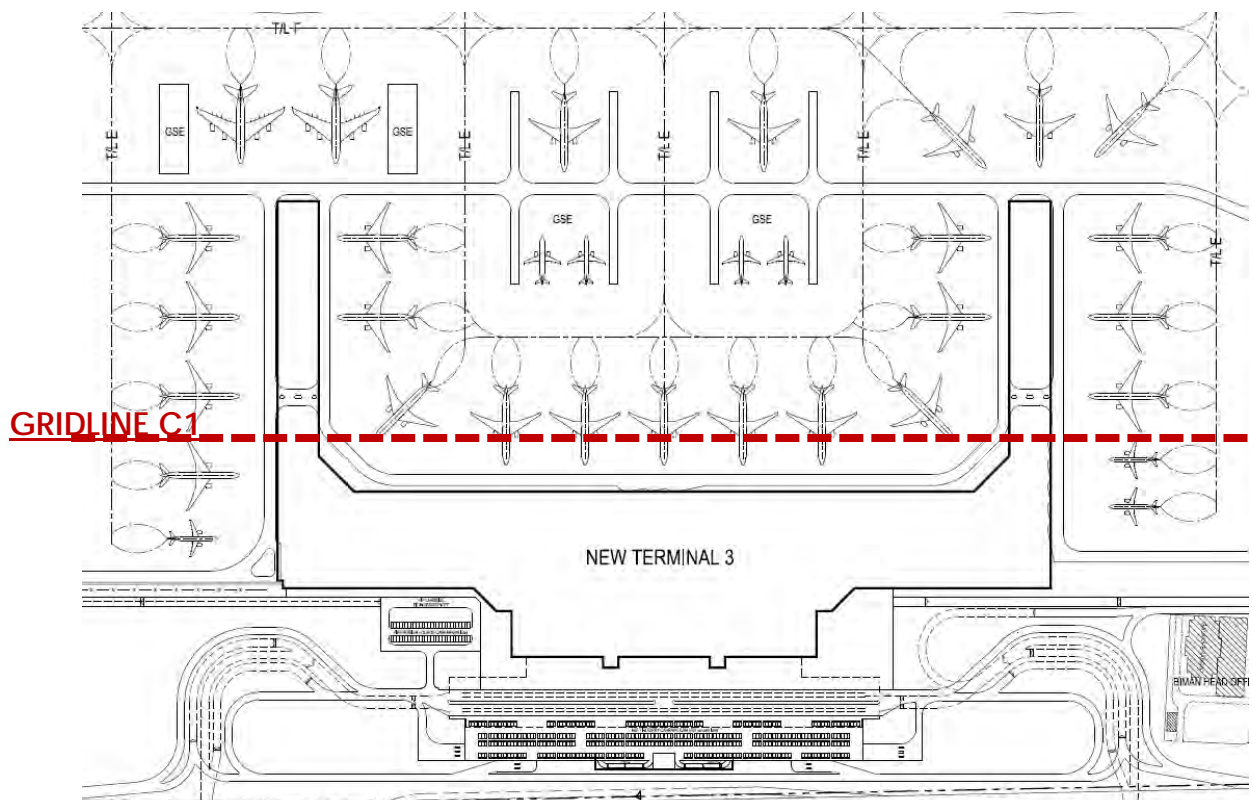 T/L F
GSE
GSE
T/L E
T/L E
T/L E
T/L E
GSE
GSE
T/L E
GRIDLINE C1
NEW TERMINAL 3
BIMAN HEAD OFF